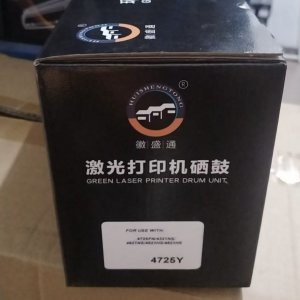 HUISHENGTONG
®
徽盛通
激光打印机硒鼓
GREEN LASER PRINTER DRUM UNIT
FOR USE WITH:
4725Y